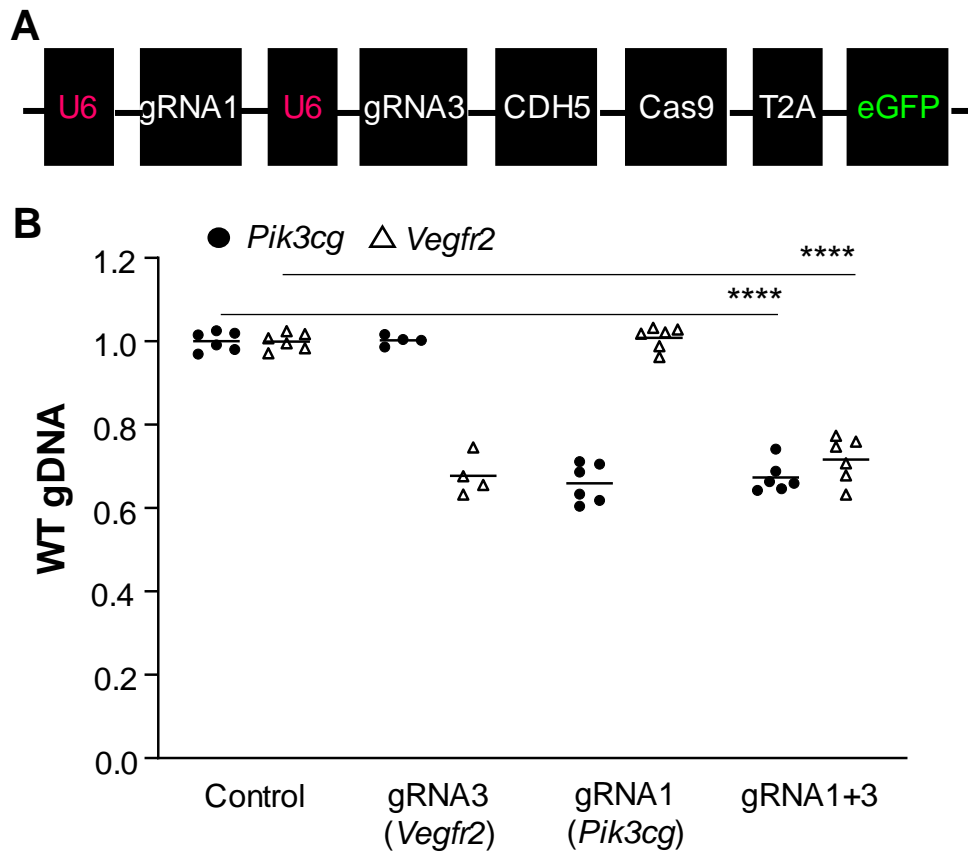 A
U6 gRNA1 U6 gRNA3 CDH5 Cas9 T2A eGFP
B
Pik3cg Vegfr2
1.2
****
****
1.0
0.8
0.6
0.4
0.2
0.0
WT gDNA
Control gRNA3 gRNA1 gRNA1+3
(Vegfr2) (Pik3cg)